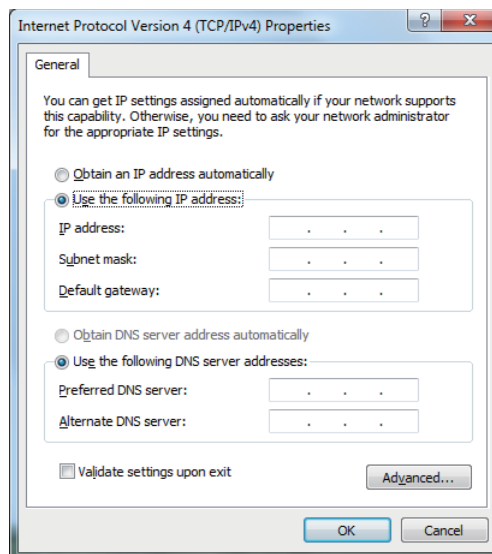 Internet Protocol Version 4 (TCP/IPv4) Properties
General
You can get IP settings assigned automatically if your network supports
this capability. Otherwise, you need to ask your network administrator
for the appropriate IP settings.
Obtain an IP address automatically
Use the following IP address:
IP address:
Subnet mask:
Default gateway:
Obtain DNS server address automatically
Use the following DNS server addresses:
Preferred DNS server:
Alternate DNS server:
Validate settings upon exit
Advanced...
OK Cancel